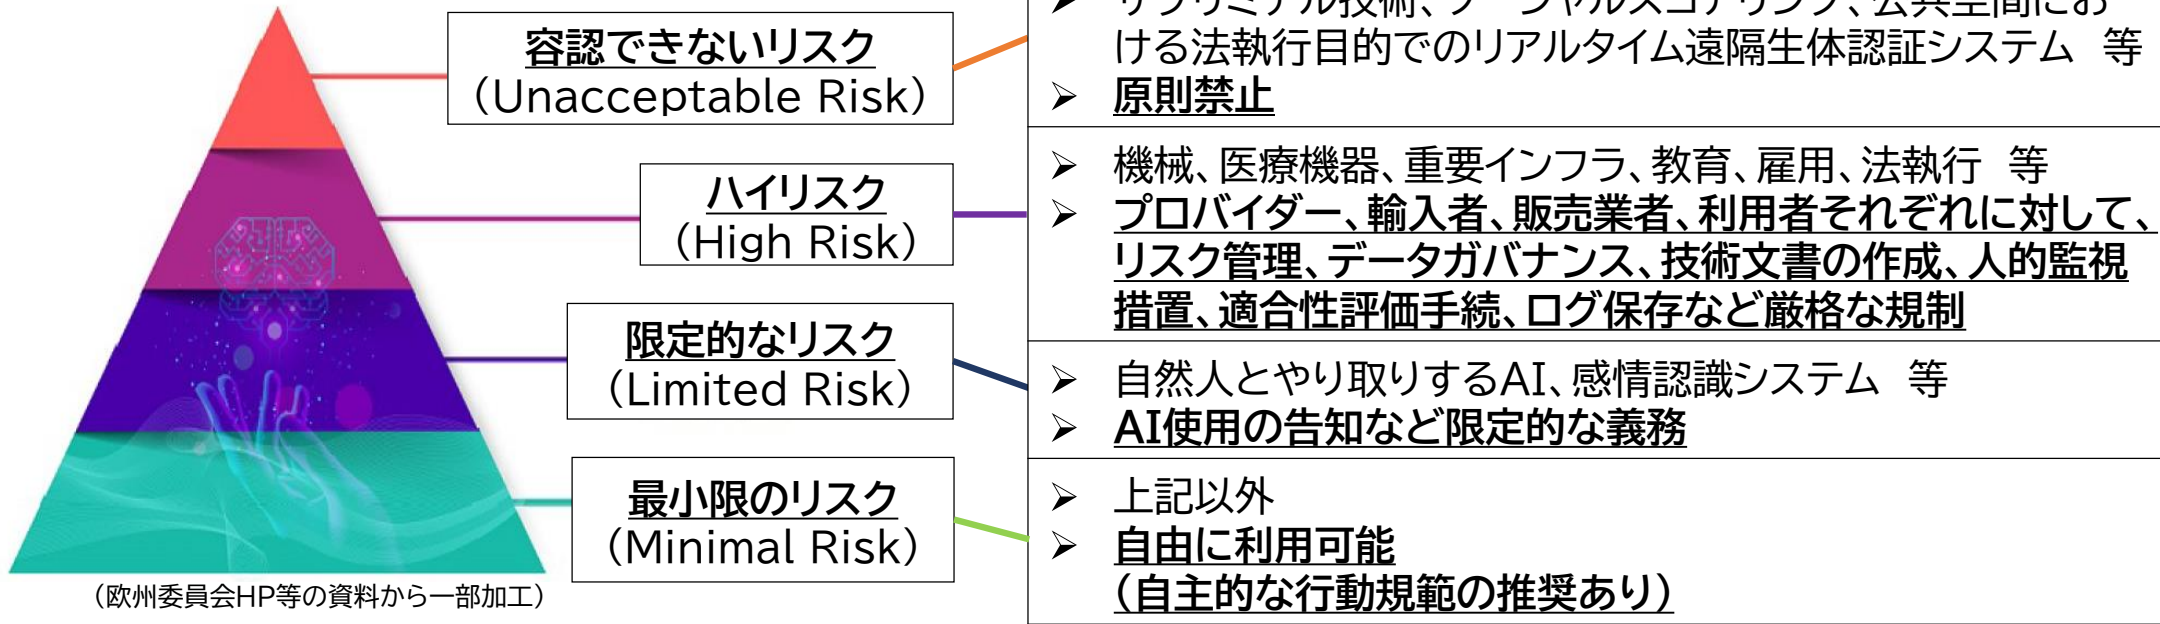 容認できないリスク
(Unacceptable Risk)
ける法執行目的でのリアルタイム遠隔生体認証システム 等
➢ 原則禁止
ハイリスク
(High Risk)
➢ 機械、医療機器、重要インフラ、教育、雇用、法執行 等
➢ プロバイダー、輸入者、販売業者、利用者それぞれに対して、
リスク管理、データガバナンス、技術文書の作成、人的監視
措置、適合性評価手続、ログ保存など厳格な規制
限定的なリスク
(Limited Risk)
➢ 自然人とやり取りするAI、感情認識システム 等
➢ AI使用の告知など限定的な義務
最小限のリスク
(Minimal Risk)
➢ 上記以外
➢ 自由に利用可能
(自主的な行動規範の推奨あり)
(欧州委員会HP等の資料から一部加工)